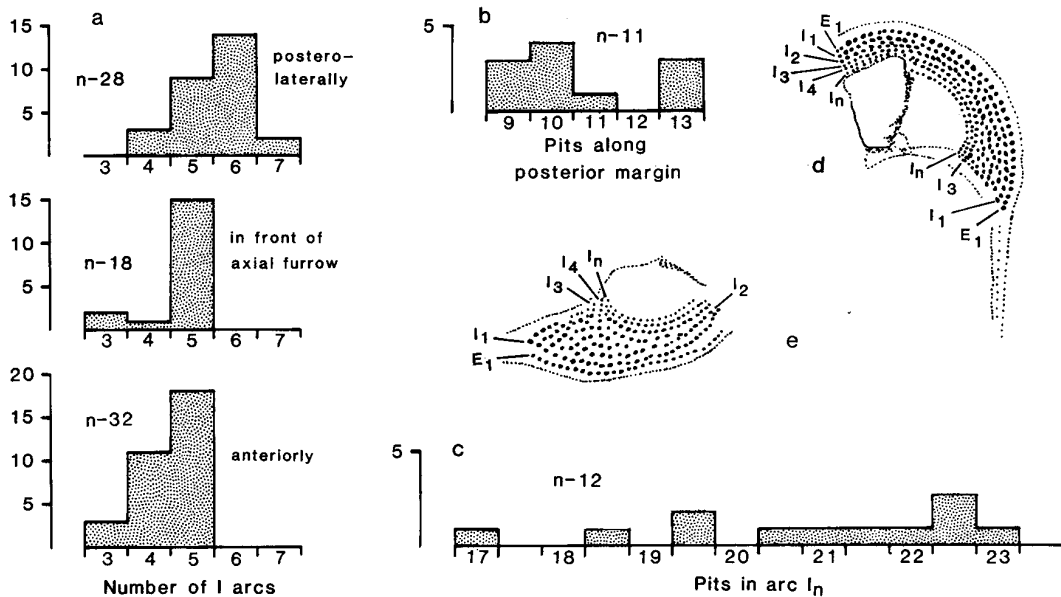 a
15
10
5
n-28
postero-
laterally
3 4 5 6 7
15
10
5
n-18
in front of
axial furrow
3 4 5 6 7
20
15
10
5
n-32
anteriorly
3 4 5 6 7
Number of I arcs
b
5
n-11
9 10 11 12 13
Pits along
posterior margin
E1
I1
I2
I3
I4
In
d
In
I3
I1
E1
In
I4
I3
I2
I1
E1
e
c
5
n-12
17 18 19 20 21 22 23
Pits in arc In